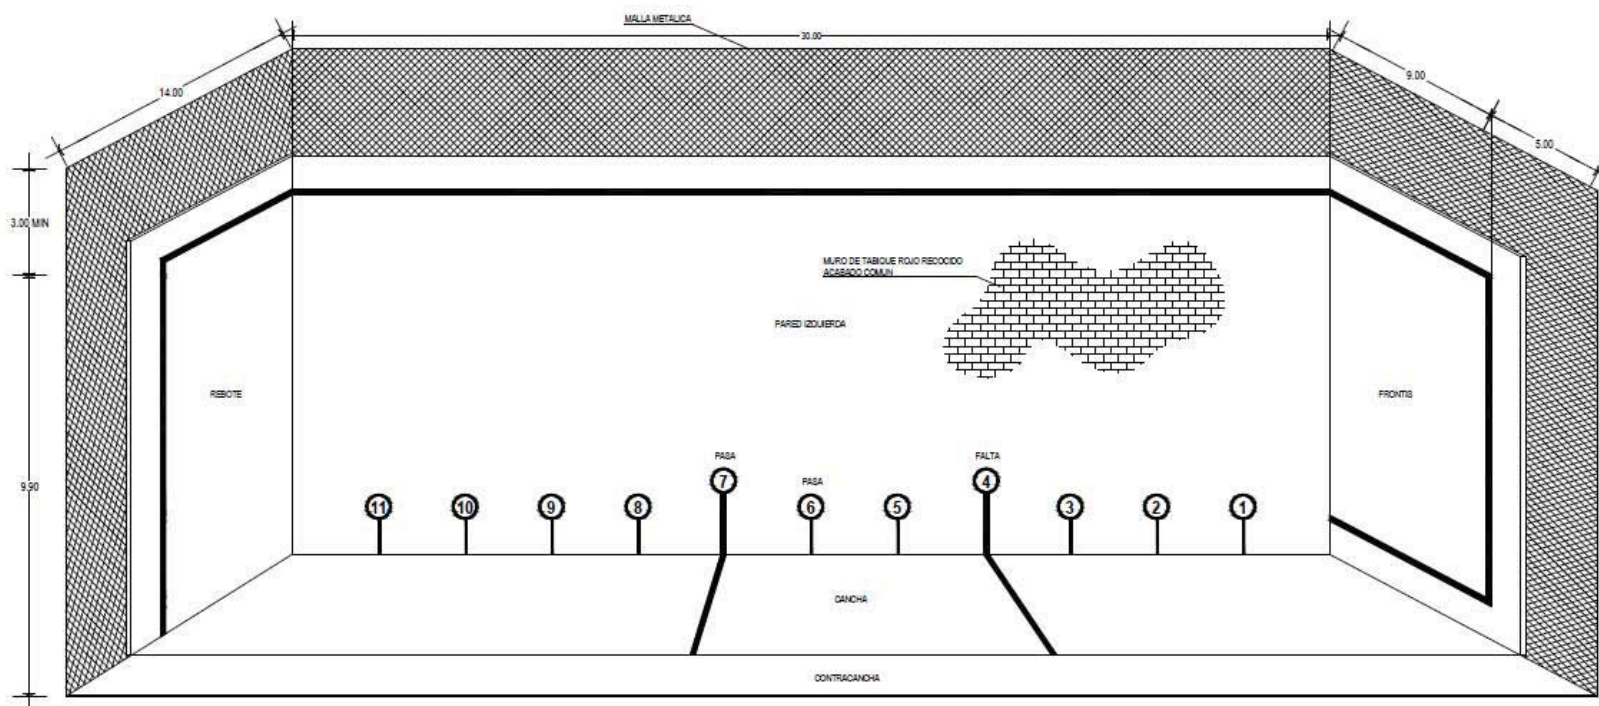 MALLA METALICA
30.00
14.00
9.00
5.00
3.00 MIN
MURO DE TABIQUE ROJO RECOCIDO
ACABADO COMUN
PARED IZQUIERDA
REBOTE
FRONTIS
9.90
PASA
PASA
FALTA
11
10
9
8
7
6
5
4
3
2
1
CANCHA
CONTRACANCHA